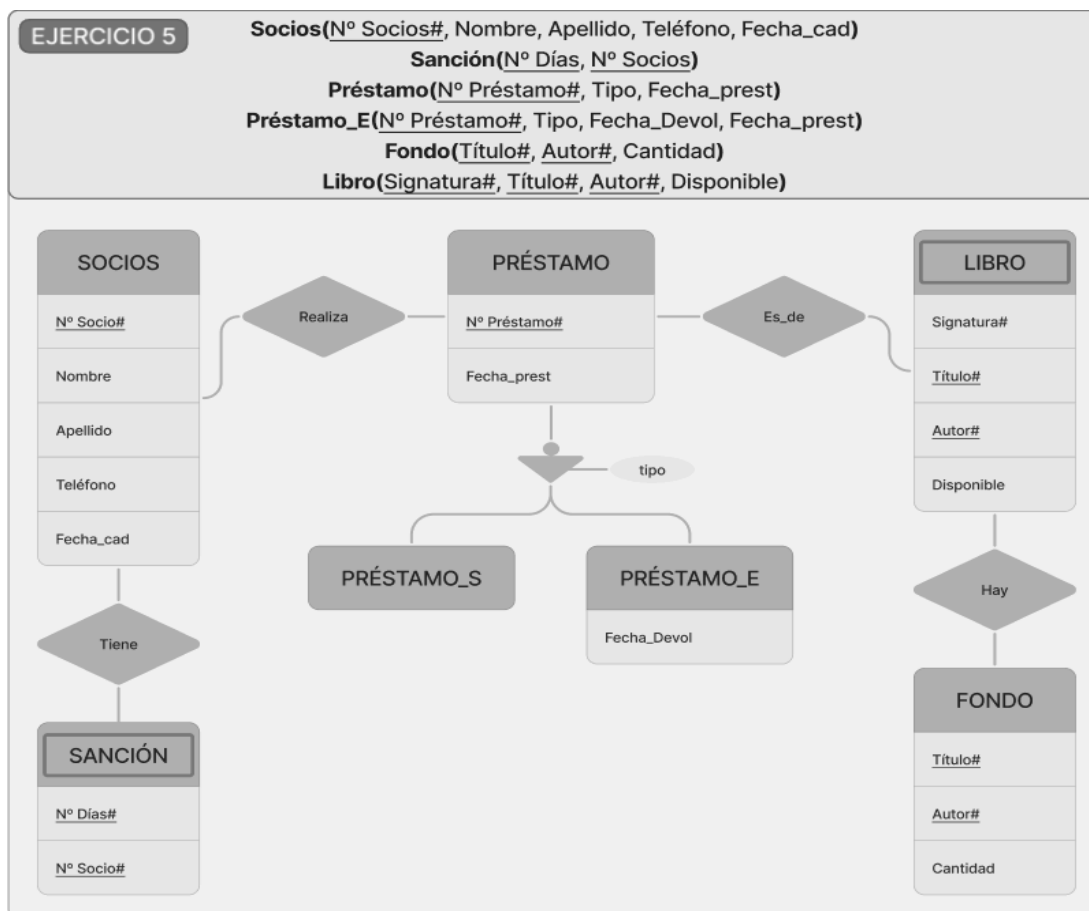 EJERCICIO 5
Socios(Nº Socios#, Nombre, Apellido, Teléfono, Fecha_cad)
Sanción(Nº Días, Nº Socios)
Préstamo(Nº Préstamo#, Tipo, Fecha_prest)
Préstamo_E(Nº Préstamo#, Tipo, Fecha_Devol, Fecha_prest)
Fondo(Título#, Autor#, Cantidad)
Libro(Signatura#, Título#, Autor#, Disponible)
SOCIOS
Nº Socio#
Nombre
Apellido
Teléfono
Fecha_cad
Realiza
PRÉSTAMO
Nº Préstamo#
Fecha_prest
Es_de
LIBRO
Signatura#
Título#
Autor#
Disponible
tipo
PRÉSTAMO_S
PRÉSTAMO_E
Fecha_Devol
Tiene
Hay
SANCIÓN
Nº Días#
Nº Socio#
FONDO
Título#
Autor#
Cantidad